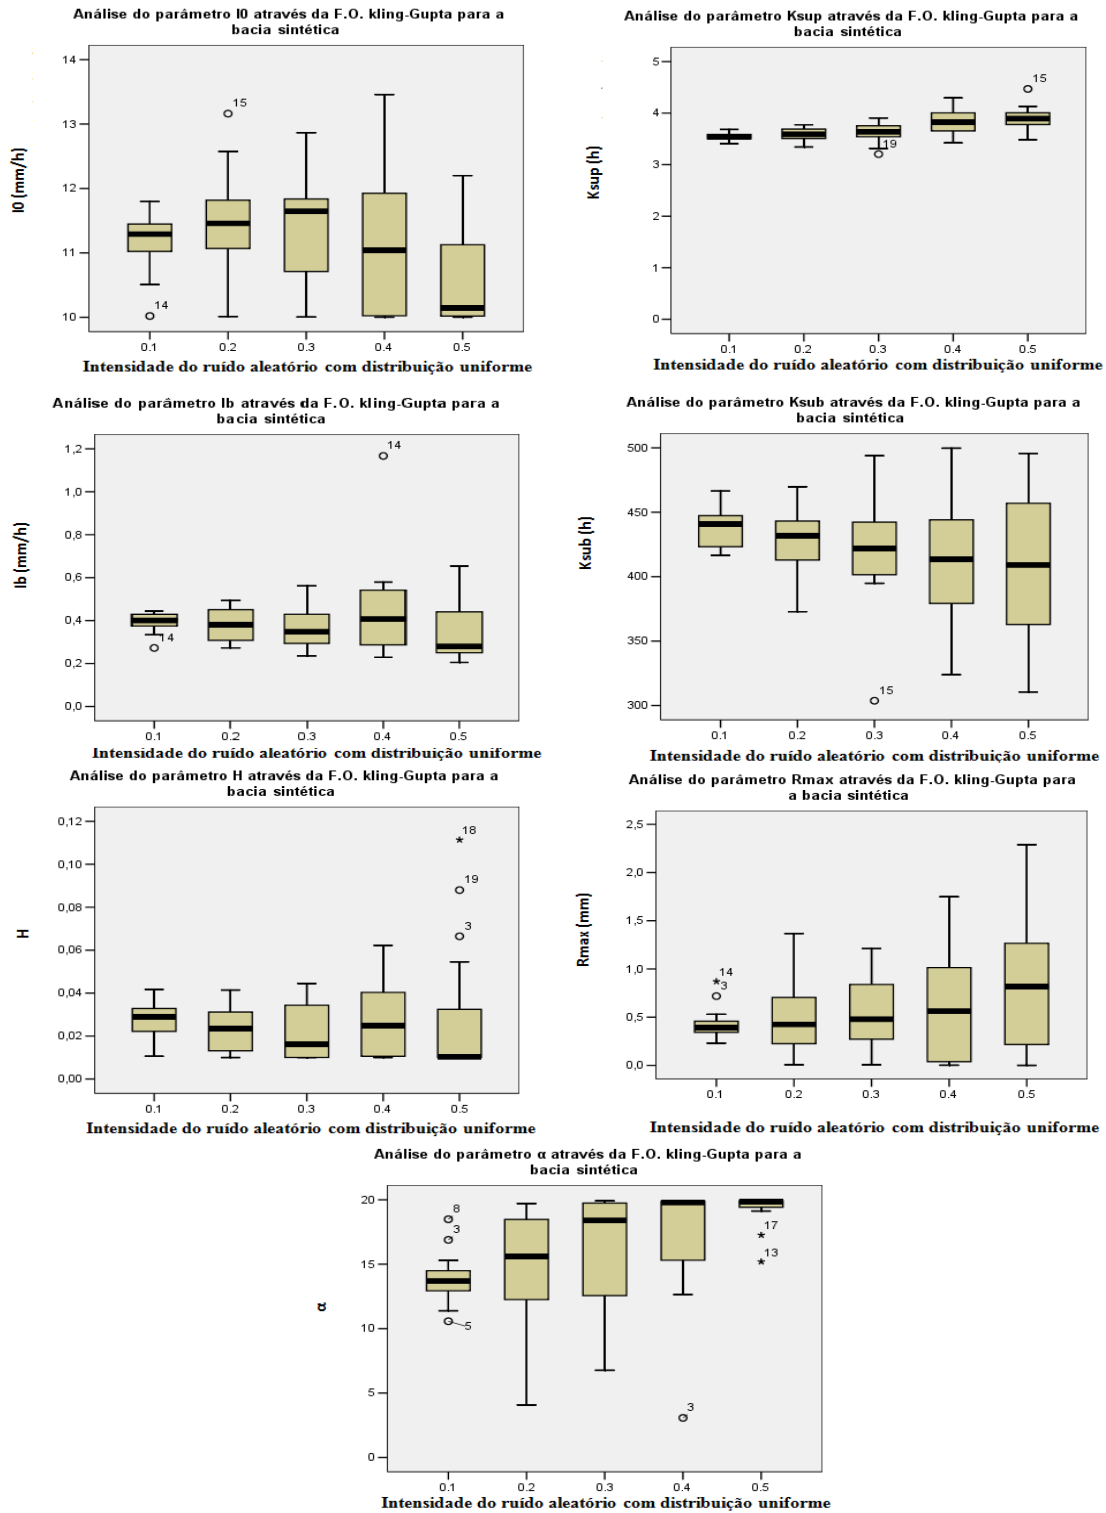 Análise do parâmetro I0 através da F.O. kling-Gupta para a
bacia sintética
I0 (mm/h)
14
13
12
11
10
15
14
0.1 0.2 0.3 0.4 0.5
Intensidade do ruído aleatório com distribuição uniforme
Análise do parâmetro Ksup através da F.O. kling-Gupta para a
bacia sintética
Ksup (h)
5
4
3
2
1
0
19
15
0.1 0.2 0.3 0.4 0.5
Intensidade do ruído aleatório com distribuição uniforme
Análise do parâmetro Ib através da F.O. kling-Gupta para a
bacia sintética
Ib (mm/h)
1,2
1,0
0,8
0,6
0,4
0,2
0,0
14
14
0.1 0.2 0.3 0.4 0.5
Intensidade do ruído aleatório com distribuição uniforme
Análise do parâmetro Ksub através da F.O. kling-Gupta para a
bacia sintética
Ksub (h)
500
450
400
350
300
15
0.1 0.2 0.3 0.4 0.5
Intensidade do ruído aleatório com distribuição uniforme
Análise do parâmetro H através da F.O. kling-Gupta para a
bacia sintética
H
0,12
0,10
0,08
0,06
0,04
0,02
0,00
18
19
3
0.1 0.2 0.3 0.4 0.5
Intensidade do ruído aleatório com distribuição uniforme
Análise do parâmetro Rmax através da F.O. kling-Gupta para
a bacia sintética
Rmax (mm)
2,5
2,0
1,5
1,0
0,5
0,0
14
3
0.1 0.2 0.3 0.4 0.5
Intensidade do ruído aleatório com distribuição uniforme
Análise do parâmetro α através da F.O. kling-Gupta para a
bacia sintética
α
20
15
10
5
0
8
3
5
3
17
13
0.1 0.2 0.3 0.4 0.5
Intensidade do ruído aleatório com distribuição uniforme